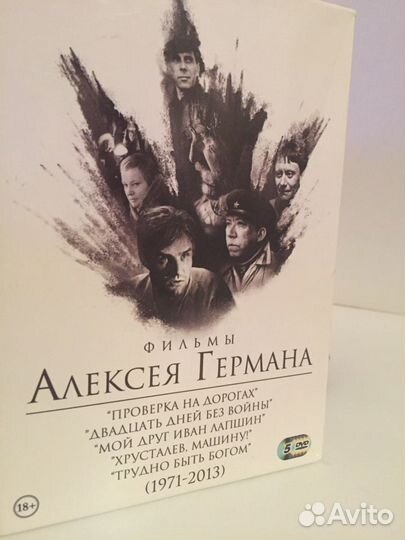 ФИЛЬМЫ
АЛЕКСЕЯ ГЕРМАНА
"ПРОВЕРКА НА ДОРОГАХ"
"ДВАДЦАТЬ ДНЕЙ БЕЗ ВОЙНЫ"
"МОЙ ДРУГ ИВАН ЛАПШИН"
"ХРУСТАЛЕВ, МАШИНУ!"
"ТРУДНО БЫТЬ БОГОМ"
(1971-2013)
5 DVD
18+
Avito